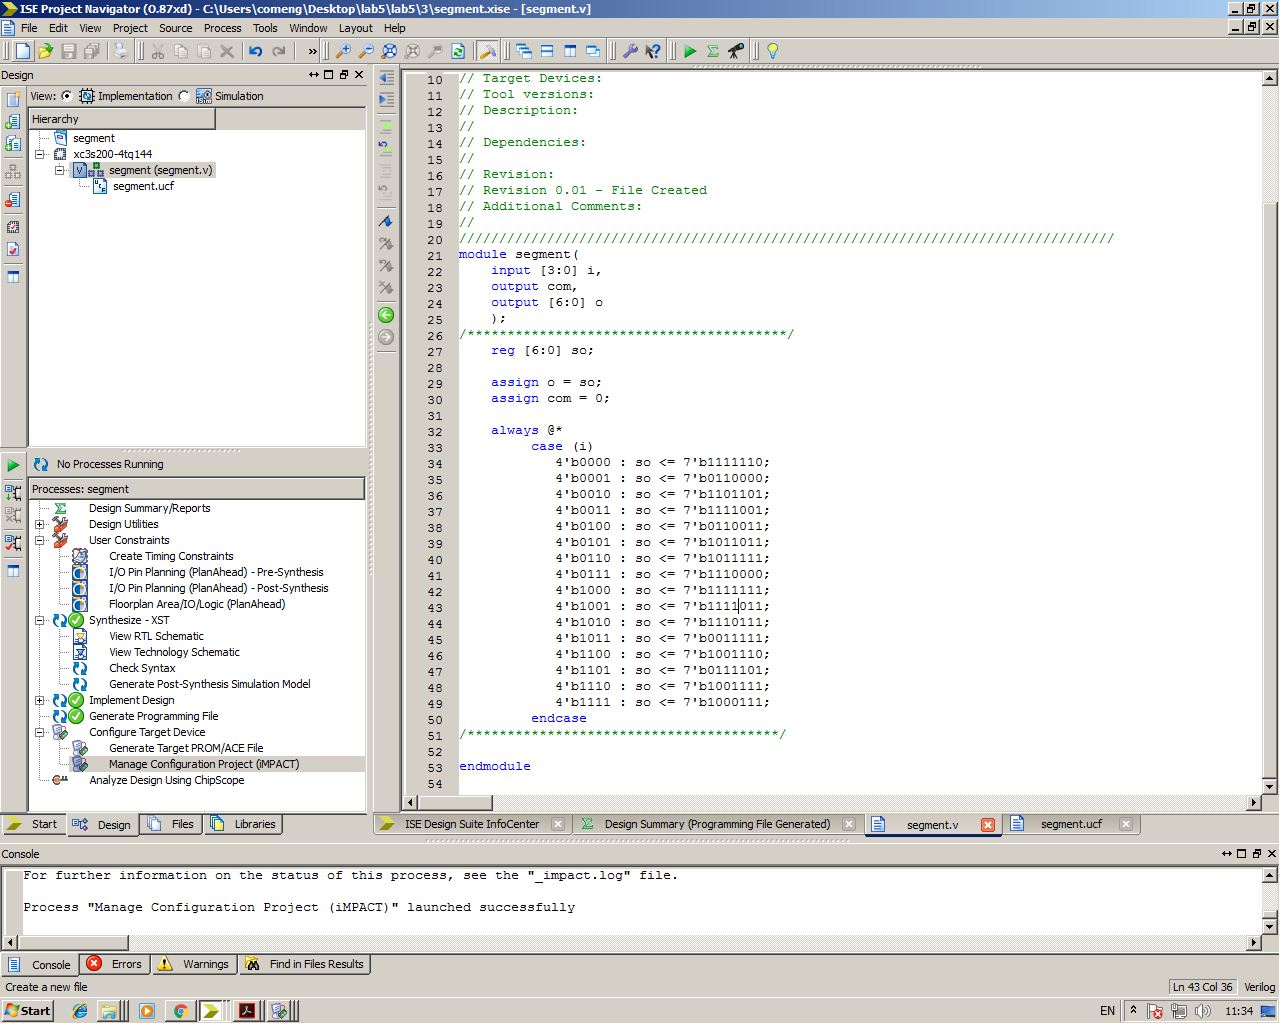 ISE Project Navigator (O.87xd) - C:\Users\comeng\Desktop\lab5\lab5\3\segment.xise - [segment.v]
File Edit View Project Source Process Tools Window Layout Help
Design
View: Implementation Simulation
Hierarchy
segment
xc3s200-4tq144
segment (segment.v)
segment.ucf
No Processes Running
Processes: segment
Design Summary/Reports
Design Utilities
User Constraints
Create Timing Constraints
I/O Pin Planning (PlanAhead) - Pre-Synthesis
I/O Pin Planning (PlanAhead) - Post-Synthesis
Floorplan Area/IO/Logic (PlanAhead)
Synthesize - XST
View RTL Schematic
View Technology Schematic
Check Syntax
Generate Post-Synthesis Simulation Model
Implement Design
Generate Programming File
Configure Target Device
Generate Target PROM/ACE File
Manage Configuration Project (iMPACT)
Analyze Design Using ChipScope
Start Design Files Libraries
10 // Target Devices:
11 // Tool versions:
12 // Description:
13 //
14 // Dependencies:
15 //
16 // Revision:
17 // Revision 0.01 - File Created
18 // Additional Comments:
19 //
20 //////////////////////////////////////////////////////////////////////////////////
21 module segment(
22 input [3:0] i,
23 output com,
24 output [6:0] o
25 );
26 /****************************************/
27 reg [6:0] so;
28
29 assign o = so;
30 assign com = 0;
31
32 always @*
33 case (i)
34 4'b0000 : so <= 7'b1111110;
35 4'b0001 : so <= 7'b0110000;
36 4'b0010 : so <= 7'b1101101;
37 4'b0011 : so <= 7'b1111001;
38 4'b0100 : so <= 7'b0110011;
39 4'b0101 : so <= 7'b1011011;
40 4'b0110 : so <= 7'b1011111;
41 4'b0111 : so <= 7'b1110000;
42 4'b1000 : so <= 7'b1111111;
43 4'b1001 : so <= 7'b1111011;
44 4'b1010 : so <= 7'b1110111;
45 4'b1011 : so <= 7'b0011111;
46 4'b1100 : so <= 7'b1001110;
47 4'b1101 : so <= 7'b0111101;
48 4'b1110 : so <= 7'b1001111;
49 4'b1111 : so <= 7'b1000111;
50 endcase
51 /***************************************/
52
53 endmodule
54
ISE Design Suite InfoCenter Design Summary (Programming File Generated) segment.v segment.ucf
Console
For further information on the status of this process, see the "_impact.log" file.
Process "Manage Configuration Project (iMPACT)" launched successfully
Console Errors Warnings Find in Files Results
Create a new file Ln 43 Col 36 Verilog
Start EN 11:34